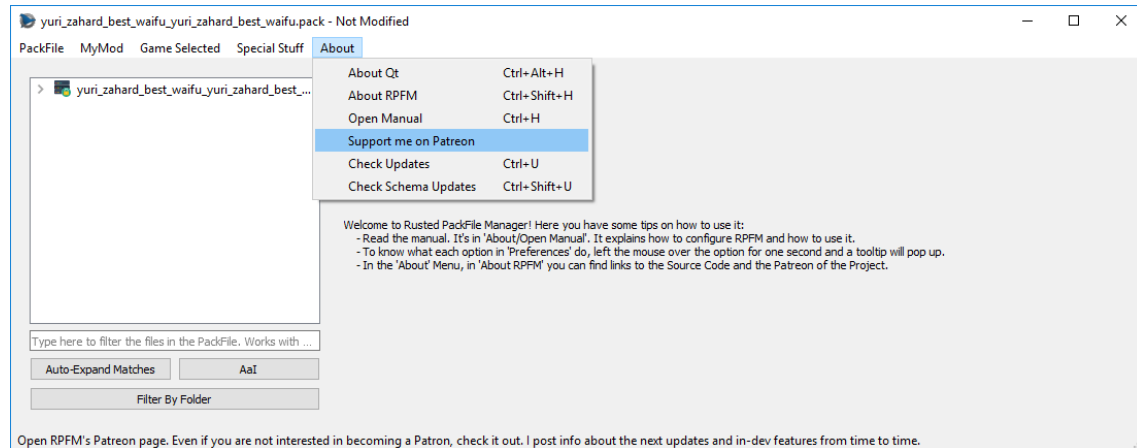 yuri_zahard_best_waifu_yuri_zahard_best_waifu.pack - Not Modified
PackFile MyMod Game Selected Special Stuff About
About Qt Ctrl+Alt+H
About RPFM Ctrl+Shift+H
Open Manual Ctrl+H
Support me on Patreon
Check Updates Ctrl+U
Check Schema Updates Ctrl+Shift+U
yuri_zahard_best_waifu_yuri_zahard_best_...
Welcome to Rusted PackFile Manager! Here you have some tips on how to use it:
- Read the manual. It's in 'About/Open Manual'. It explains how to configure RPFM and how to use it.
- To know what each option in 'Preferences' do, left the mouse over the option for one second and a tooltip will pop up.
- In the 'About' Menu, in 'About RPFM' you can find links to the Source Code and the Patreon of the Project.
Type here to filter the files in the PackFile. Works with ...
Auto-Expand Matches AaI
Filter By Folder
Open RPFM's Patreon page. Even if you are not interested in becoming a Patron, check it out. I post info about the next updates and in-dev features from time to time.